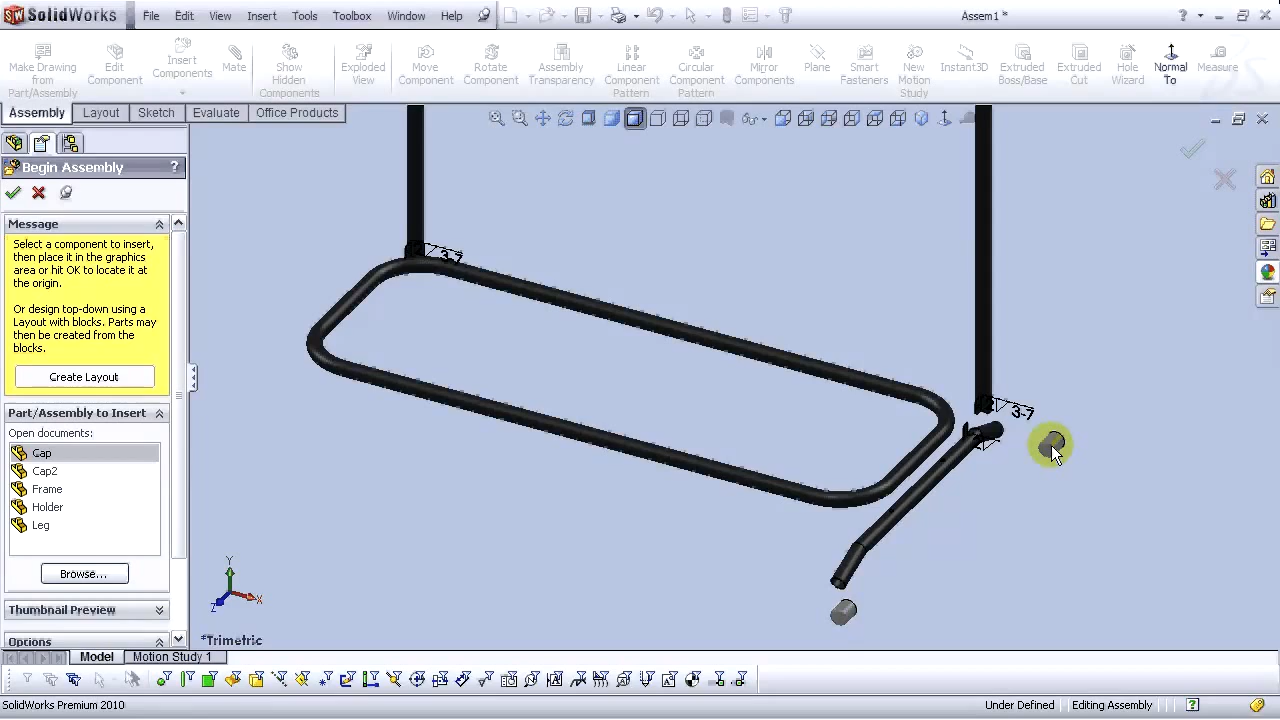 SolidWorks
File Edit View Insert Tools Toolbox Window Help
Assem1 *
Make Drawing from Part/Assembly
Edit Component
Insert Components
Mate
Show Hidden Components
Exploded View
Move Component
Rotate Component
Assembly Transparency
Linear Component Pattern
Circular Component Pattern
Mirror Components
Plane
Smart Fasteners
New Motion Study
Instant3D
Extruded Boss/Base
Extruded Cut
Hole Wizard
Normal To
Measure
Assembly Layout Sketch Evaluate Office Products
Begin Assembly ?
Message
Select a component to insert,
then place it in the graphics
area or hit OK to locate it at
the origin.
Or design top-down using a
Layout with blocks. Parts may
then be created from the
blocks.
Create Layout
Part/Assembly to Insert
Open documents:
Cap
Cap2
Frame
Holder
Leg
Browse...
Thumbnail Preview
Options
3-7
3-7
Y
X
Z
*Trimetric
Model Motion Study 1
SolidWorks Premium 2010
Under Defined Editing Assembly